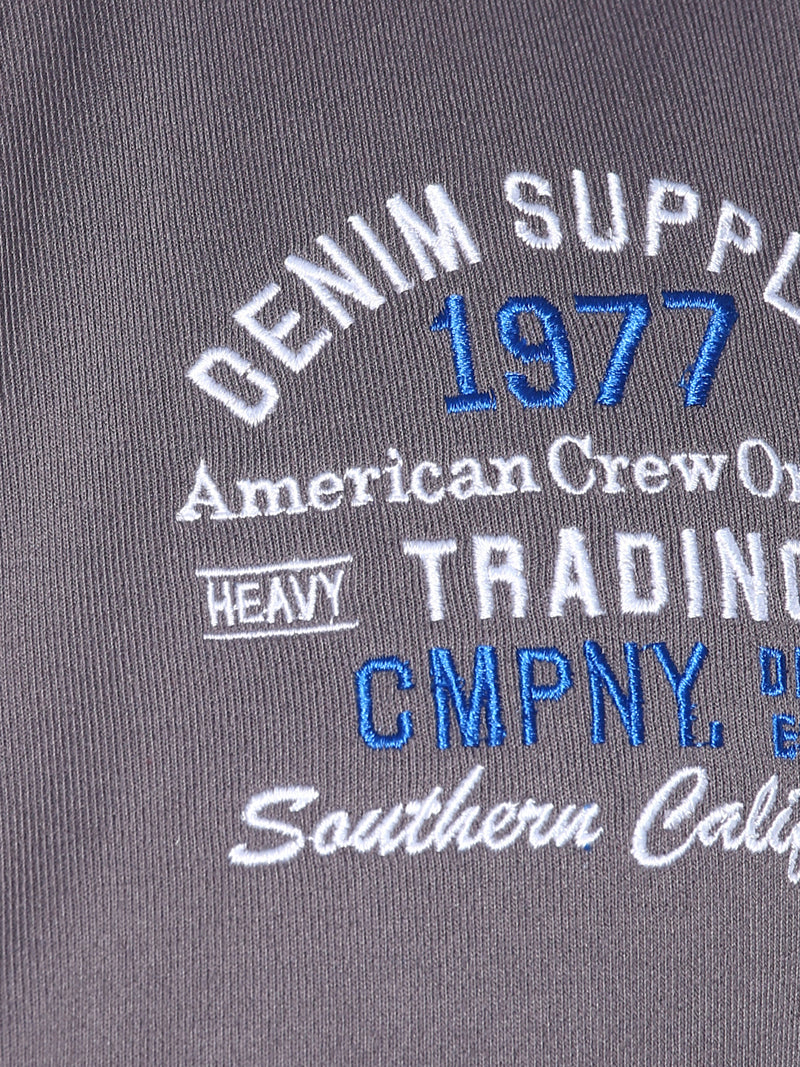 DENIM SUPPL
1977
American Crew Or
HEAVY TRADING
CMPNY.
Southern Calif